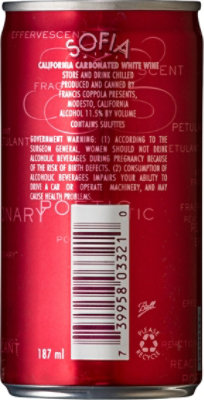 EFFERVESCENT
SOFIA
CALIFORNIA CARBONATED WHITE WINE
STORE AND DRINK CHILLED
PRODUCED AND CANNED BY
FRANCIS COPPOLA PRESENTS,
MODESTO, CALIFORNIA
ALCOHOL 11.5% BY VOLUME
CONTAINS SULFITES
GOVERNMENT WARNING: (1) ACCORDING TO THE
SURGEON GENERAL, WOMEN SHOULD NOT DRINK
ALCOHOLIC BEVERAGES DURING PREGNANCY BECAUSE
OF THE RISK OF BIRTH DEFECTS. (2) CONSUMPTION OF
ALCOHOLIC BEVERAGES IMPAIRS YOUR ABILITY TO
DRIVE A CAR OR OPERATE MACHINERY, AND MAY
CAUSE HEALTH PROBLEMS.
7 39958 03321 0
Ball
PLEASE
RECYCLE
187 ml